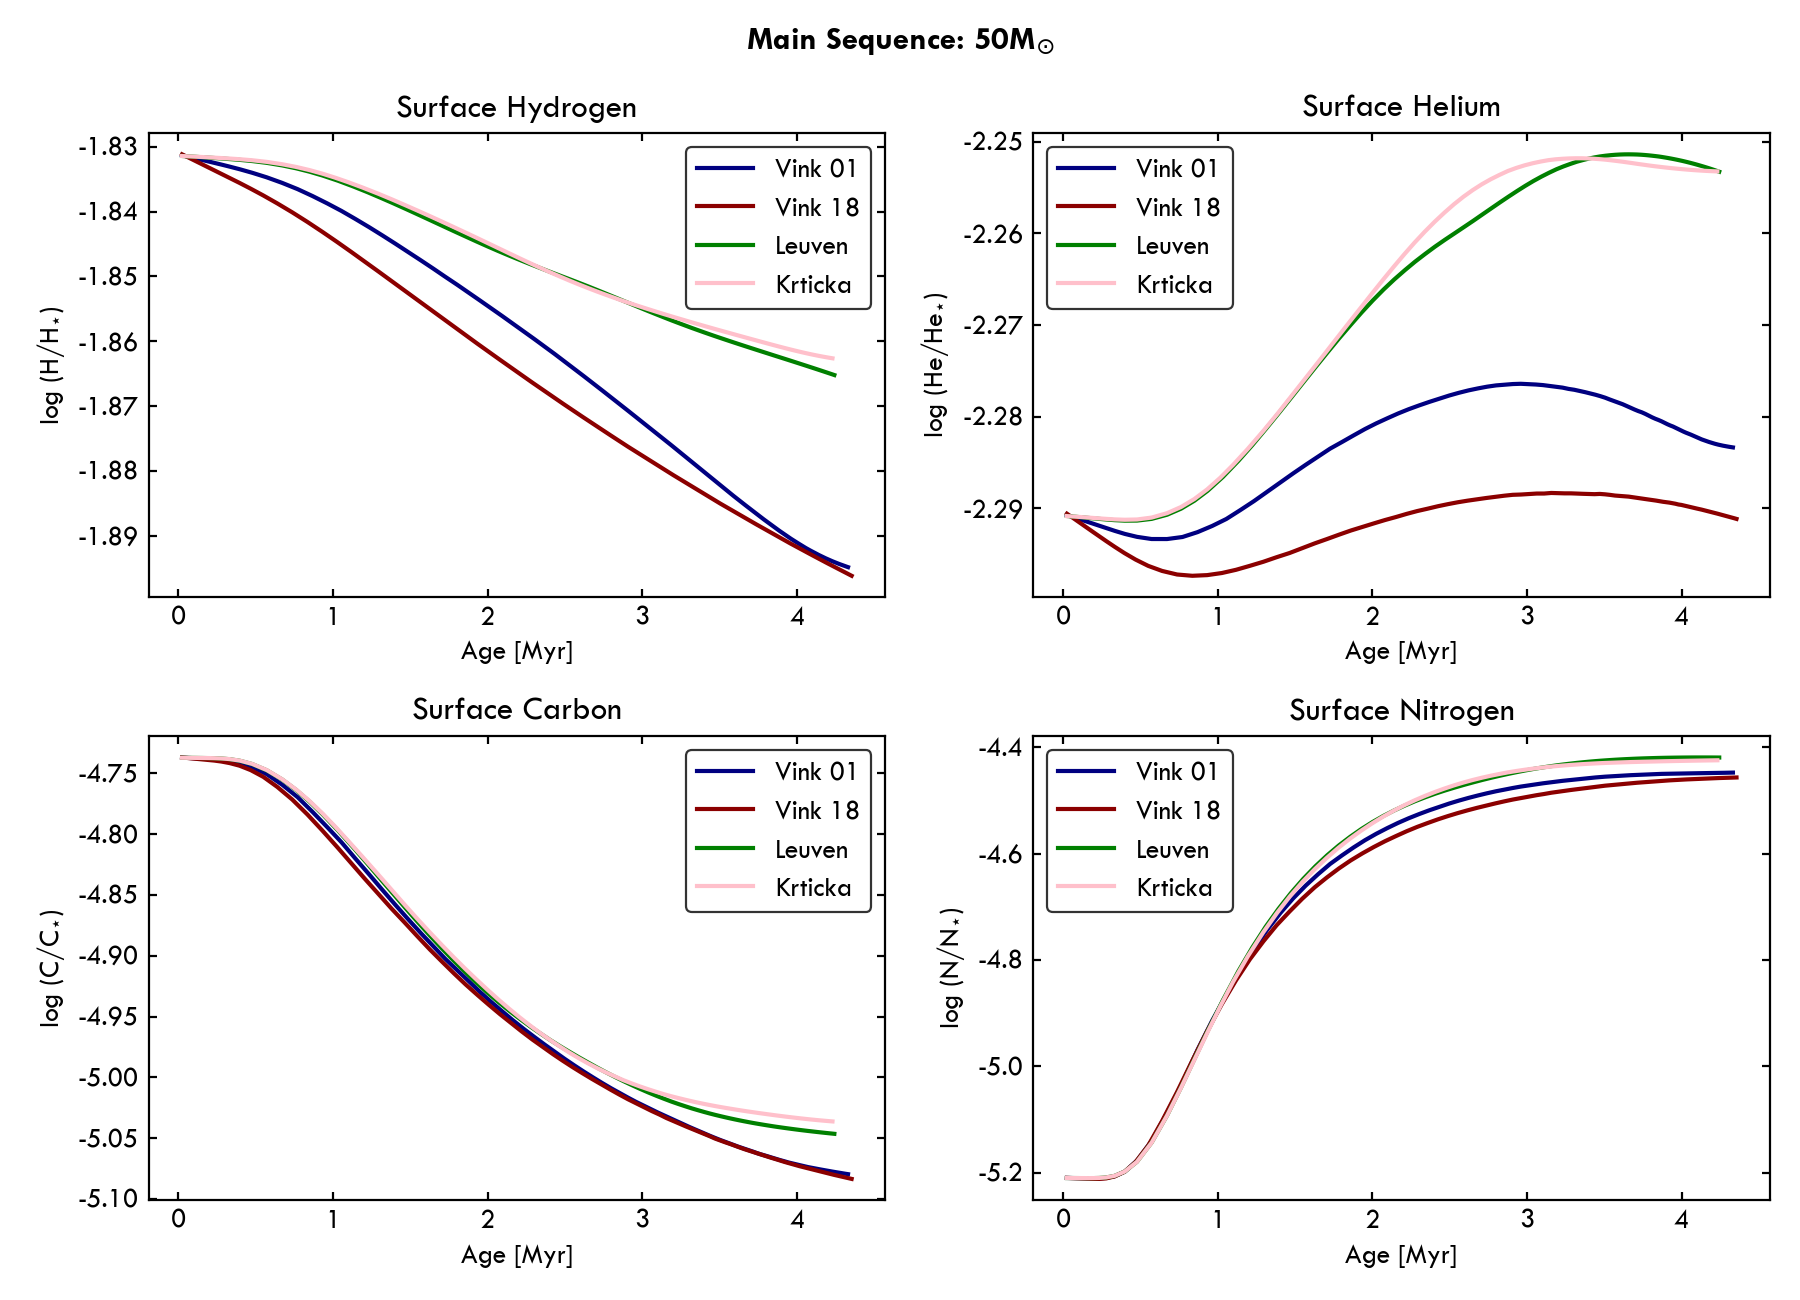 Main Sequence: 50M☉
Surface Hydrogen
-1.83
-1.84
-1.85
-1.86
-1.87
-1.88
-1.89
log (H/H⋆)
0 1 2 3 4
Age [Myr]
Vink 01
Vink 18
Leuven
Krticka
Surface Helium
-2.25
-2.26
-2.27
-2.28
-2.29
log (He/He⋆)
0 1 2 3 4
Age [Myr]
Vink 01
Vink 18
Leuven
Krticka
Surface Carbon
-4.75
-4.80
-4.85
-4.90
-4.95
-5.00
-5.05
-5.10
log (C/C⋆)
0 1 2 3 4
Age [Myr]
Vink 01
Vink 18
Leuven
Krticka
Surface Nitrogen
-4.4
-4.6
-4.8
-5.0
-5.2
log (N/N⋆)
0 1 2 3 4
Age [Myr]
Vink 01
Vink 18
Leuven
Krticka